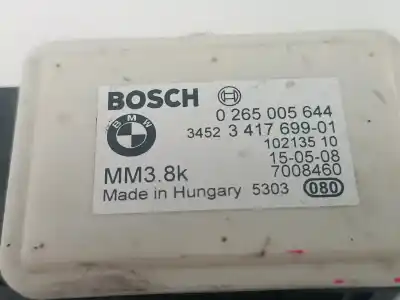 BOSCH
0 265 005 644
BMW
3452 3 417 699-01
102135 10
15-05-08
MM3.8k 7008460
Made in Hungary 5303 080